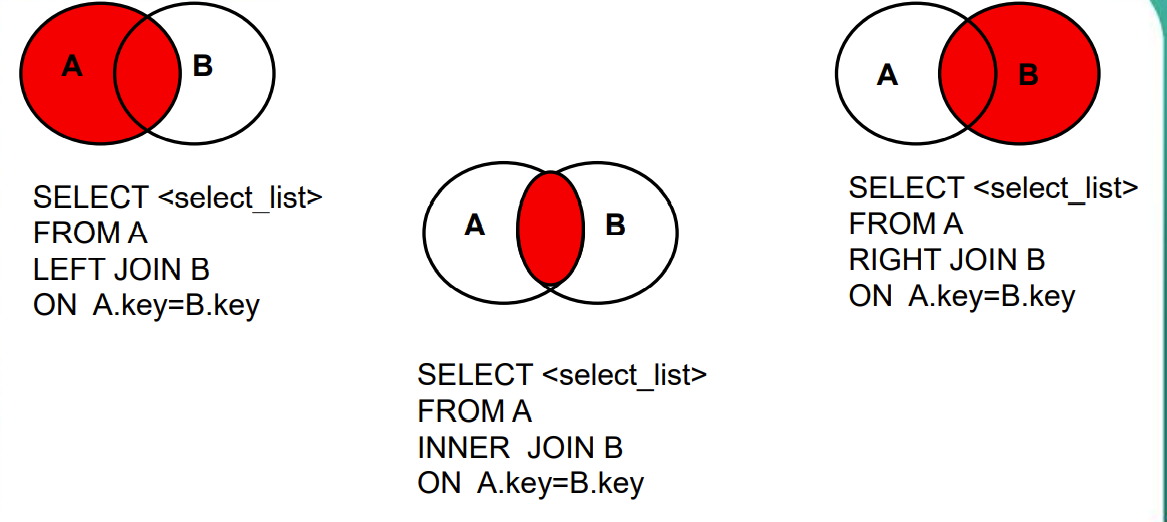 A B
SELECT <select_list>
FROM A
LEFT JOIN B
ON A.key=B.key
A B
SELECT <select_list>
FROM A
INNER JOIN B
ON A.key=B.key
A B
SELECT <select_list>
FROM A
RIGHT JOIN B
ON A.key=B.key